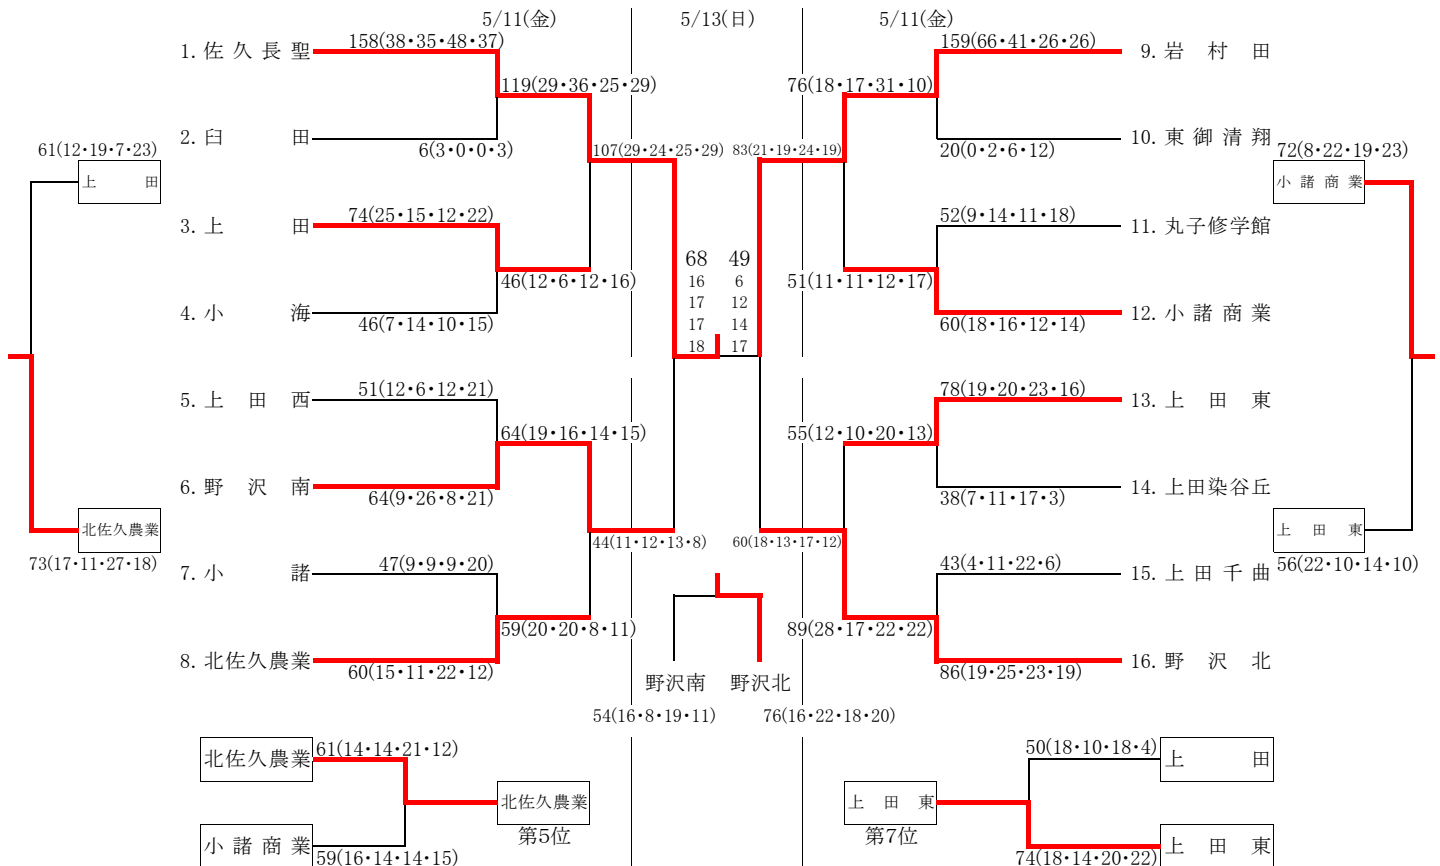 5/11(金)
5/13(日)
5/11(金)
1. 佐久長聖
158(38・35・48・37)
119(29・36・25・29)
2. 臼田
6(3・0・0・3)
61(12・19・7・23)
上田
107(29・24・25・29)
3. 上田
74(25・15・12・22)
46(12・6・12・16)
4. 小海
46(7・14・10・15)
5. 上田西
51(12・6・12・21)
64(19・16・14・15)
6. 野沢南
64(9・26・8・21)
北佐久農業
73(17・11・27・18)
44(11・12・13・8)
7. 小諸
47(9・9・9・20)
59(20・20・8・11)
8. 北佐久農業
60(15・11・22・12)
68 49
16 6
17 12
17 14
18 17
159(66・41・26・26)
9. 岩村田
76(18・17・31・10)
10. 東御清翔
20(0・2・6・12)
72(8・22・19・23)
小諸商業
83(21・19・24・19)
52(9・14・11・18)
11. 丸子修学館
51(11・11・12・17)
12. 小諸商業
60(18・16・12・14)
78(19・20・23・16)
13. 上田東
55(12・10・20・13)
14. 上田染谷丘
38(7・11・17・3)
上田東
56(22・10・14・10)
60(18・13・17・12)
43(4・11・22・6)
15. 上田千曲
89(28・17・22・22)
16. 野沢北
86(19・25・23・19)
野沢南 野沢北
54(16・8・19・11) 76(16・22・18・20)
北佐久農業
61(14・14・21・12)
北佐久農業
第5位
小諸商業
59(16・14・14・15)
50(18・10・18・4)
上田
上田東
第7位
上田東
74(18・14・20・22)